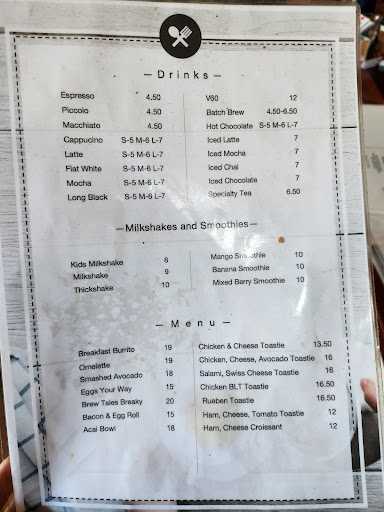 — Drinks —
Espresso 4.50
Piccolo 4.50
Macchiato 4.50
Cappucino S-5 M-6 L-7
Latte S-5 M-6 L-7
Flat White S-5 M-6 L-7
Mocha S-5 M-6 L-7
Long Black S-5 M-6 L-7
V60 12
Batch Brew 4.50-6.50
Hot Chocolate S-5 M-6 L-7
Iced Latte 7
Iced Mocha 7
Iced Chai 7
Iced Chocolate 7
Specialty Tea 6.50
—Milkshakes and Smoothies—
Kids Milkshake 6
Milkshake 9
Thickshake 10
Mango Smoothie 10
Banana Smoothie 10
Mixed Berry Smoothie 10
— Menu —
Breakfast Burrito 19
Omelette 19
Smashed Avocado 18
Eggs Your Way 15
Brew Tales Breaky 20
Bacon & Egg Roll 15
Acai Bowl 18
Chicken & Cheese Toastie 13.50
Chicken, Cheese, Avocado Toastie 16
Salami, Swiss Cheese Toastie 16
Chicken BLT Toastie 16.50
Rueben Toastie 16.50
Ham, Cheese, Tomato Toastie 12
Ham, Cheese Croissant 12